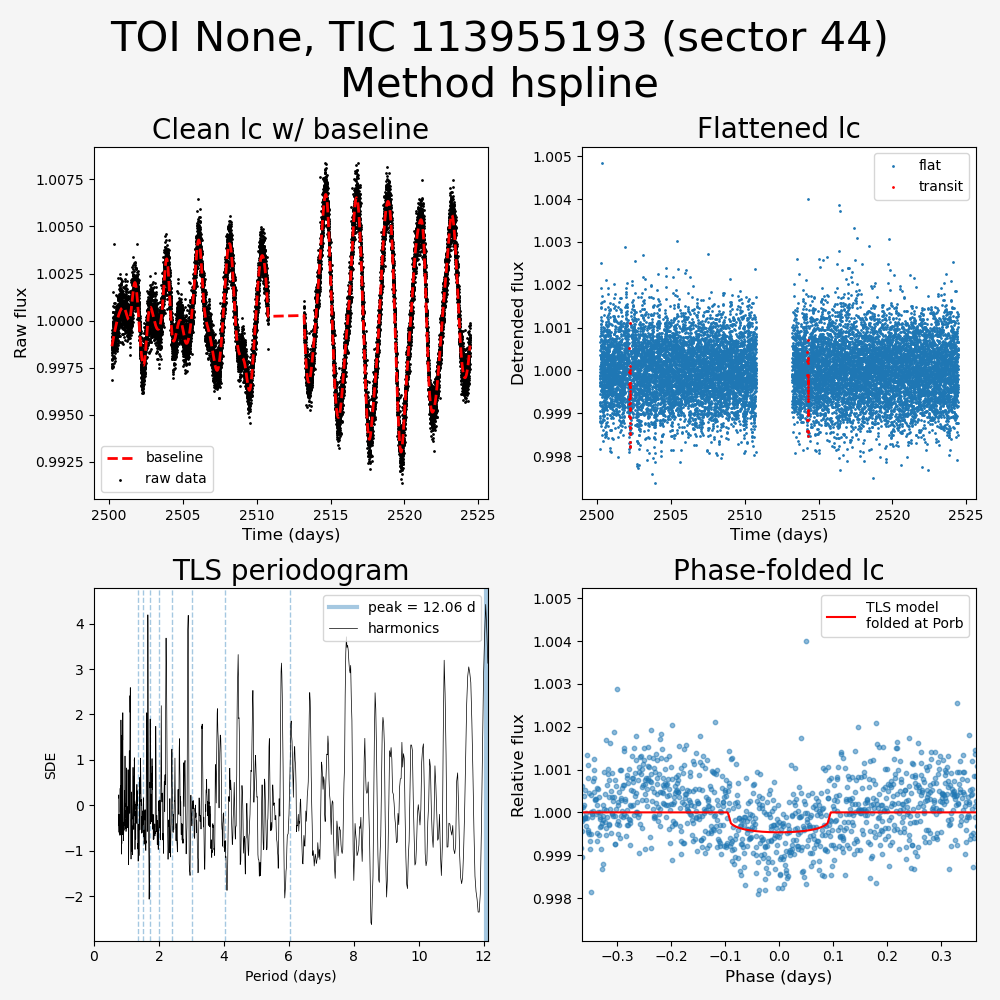 TOI None, TIC 113955193 (sector 44)
Method hspline
Clean lc w/ baseline
Raw flux
1.0075
1.0050
1.0025
1.0000
0.9975
0.9950
0.9925
baseline
raw data
2500
2505
2510
2515
2520
2525
Time (days)
Flattened lc
Detrended flux
1.005
1.004
1.003
1.002
1.001
1.000
0.999
0.998
flat
transit
2500
2505
2510
2515
2520
2525
Time (days)
TLS periodogram
SDE
4
3
2
1
0
−1
−2
peak = 12.06 d
harmonics
0
2
4
6
8
10
12
Period (days)
Phase-folded lc
Relative flux
1.005
1.004
1.003
1.002
1.001
1.000
0.999
0.998
TLS model
folded at Porb
−0.3
−0.2
−0.1
0.0
0.1
0.2
0.3
Phase (days)